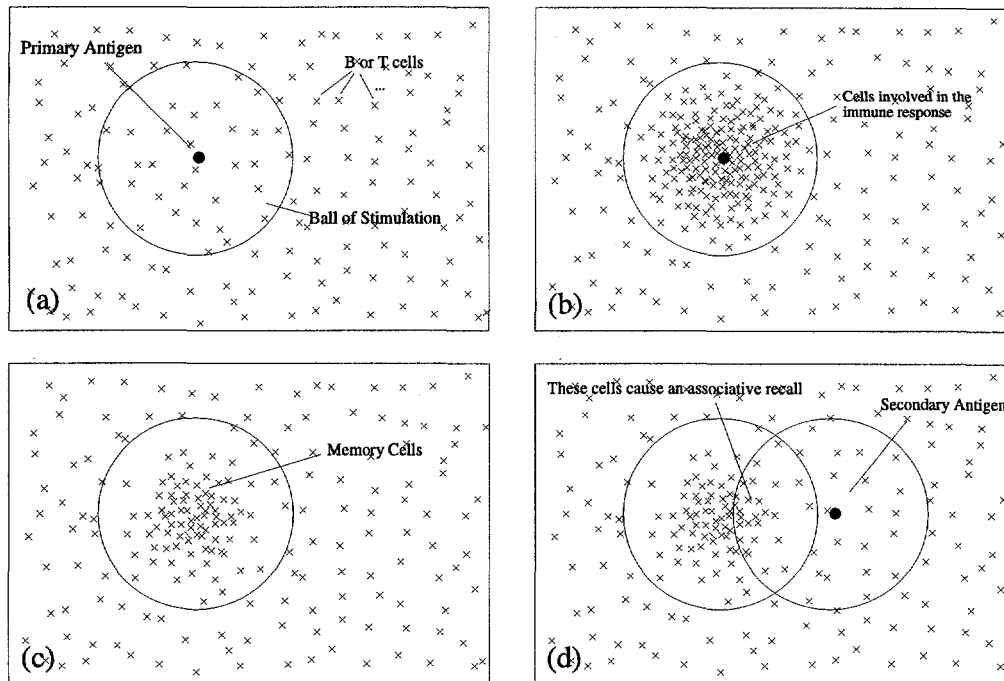 Primary Antigen
B or T cells
...
Ball of Stimulation
(a)
Cells involved in the
immune response
(b)
Memory Cells
(c)
These cells cause an associative recall
Secondary Antigen
(d)